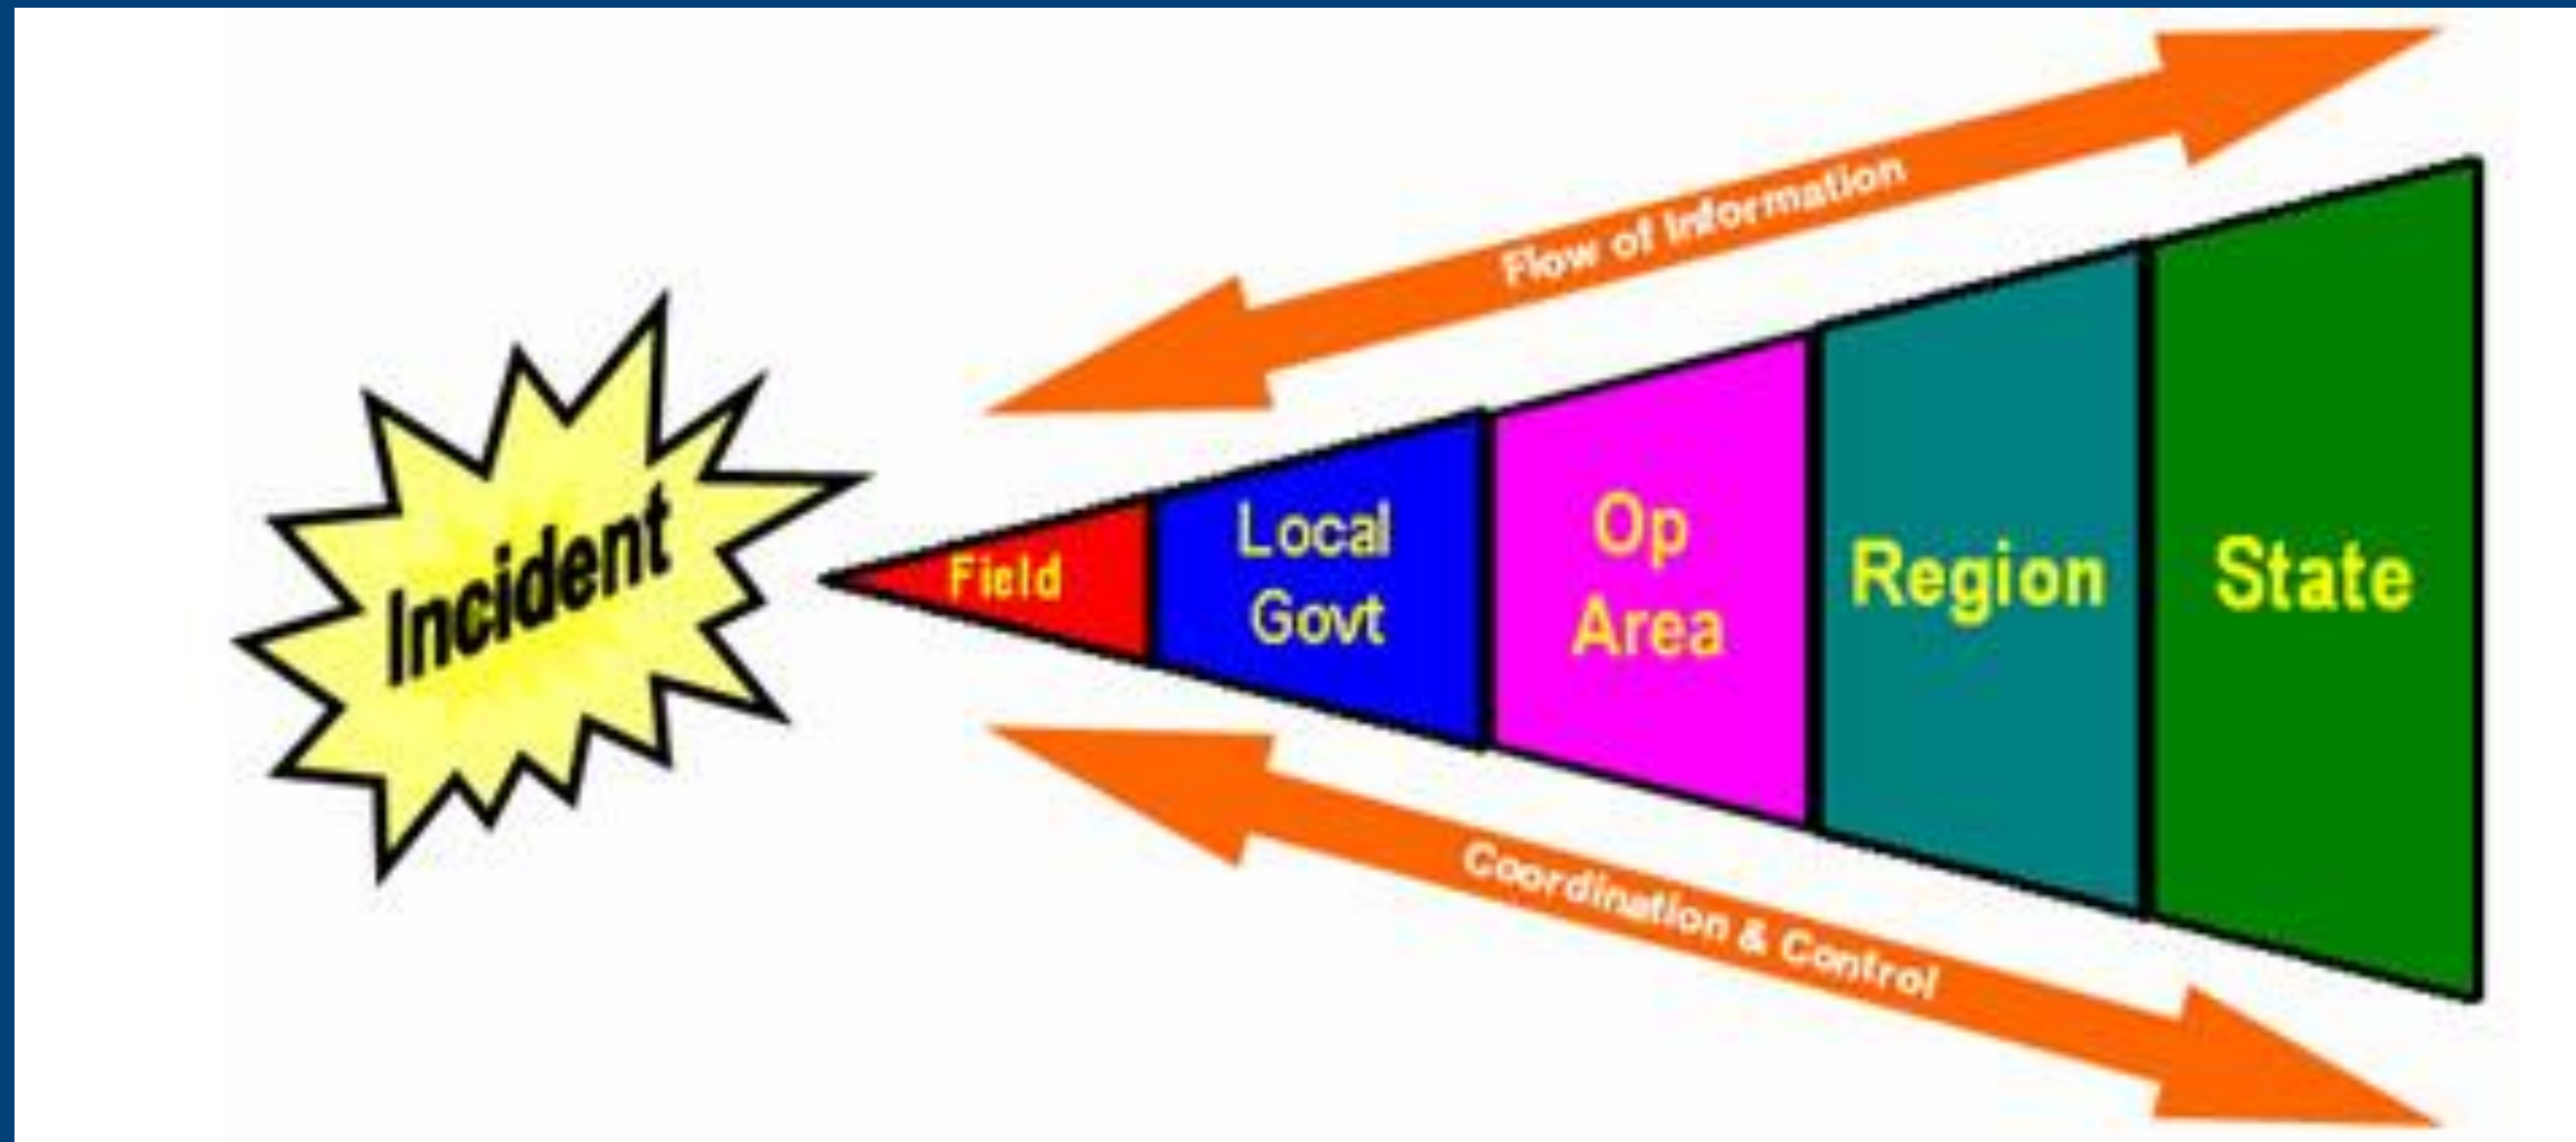 Flow of Information
Incident
Field
Local
Govt
Op
Area
Region
State
Coordination & Control